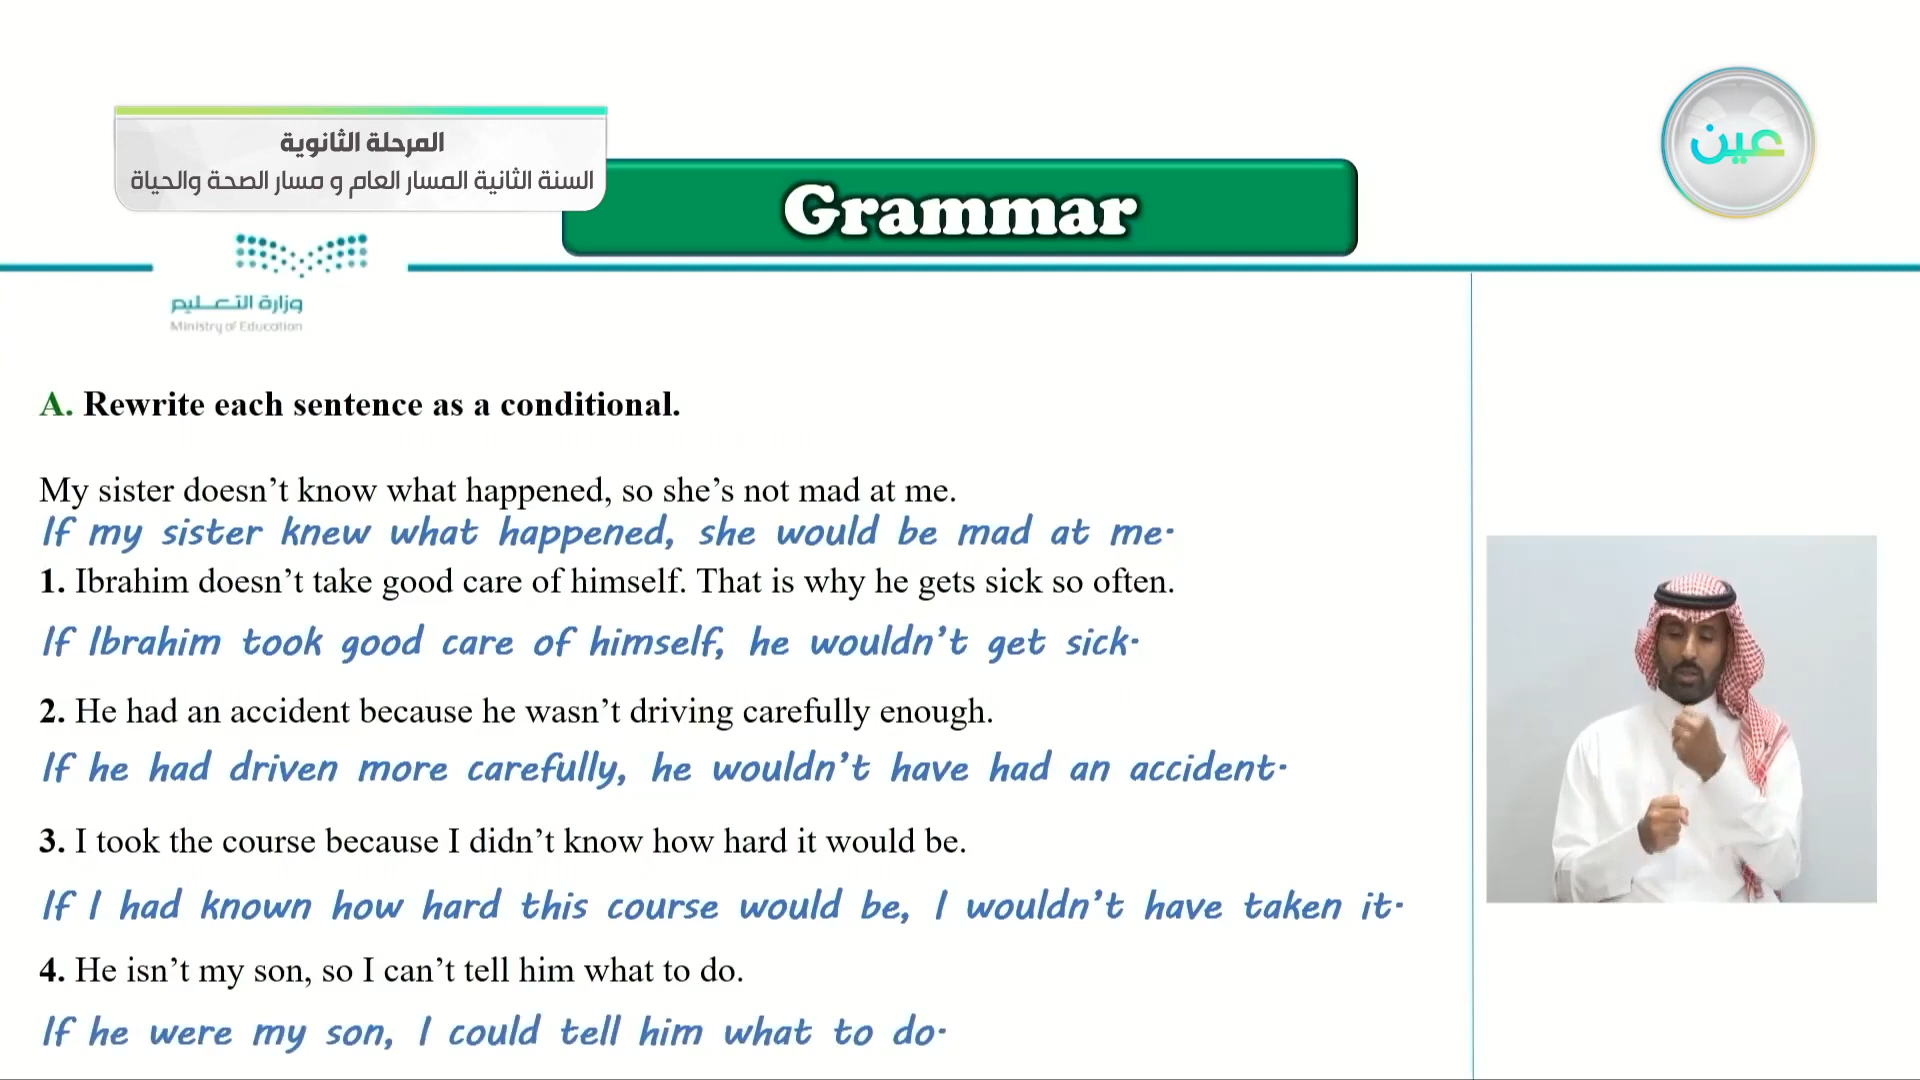 المرحلة الثانوية
السنة الثانية المسار العام و مسار الصحة والحياة
Grammar
عين
وزارة التعليم
Ministry of Education
A. Rewrite each sentence as a conditional.
My sister doesn’t know what happened, so she’s not mad at me.
If my sister knew what happened, she would be mad at me.
1. Ibrahim doesn’t take good care of himself. That is why he gets sick so often.
If Ibrahim took good care of himself, he wouldn’t get sick.
2. He had an accident because he wasn’t driving carefully enough.
If he had driven more carefully, he wouldn’t have had an accident.
3. I took the course because I didn’t know how hard it would be.
If I had known how hard this course would be, I wouldn’t have taken it.
4. He isn’t my son, so I can’t tell him what to do.
If he were my son, I could tell him what to do.